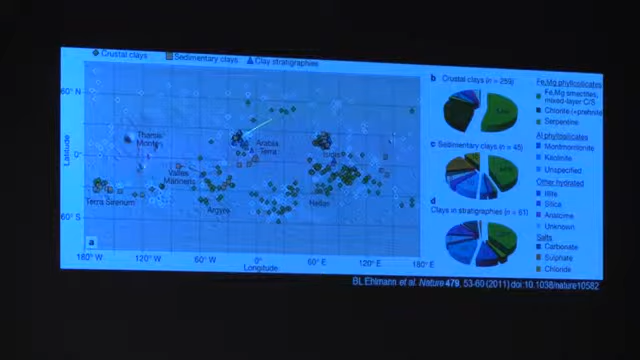 Crustal clays
Sedimentary clays
Clay stratigraphies
60° N
0°
60° S
Latitude
Tharsis
Montes
Arabia
Terra
Isidis
Valles
Marineris
Terra Sirenum
Argyre
Hellas
a
180° W
120° W
60° W
0°
60° E
120° E
180° E
Longitude
b Crustal clays (n = 259)
c Sedimentary clays (n = 45)
d
Clays in stratigraphies (n = 61)
Fe,Mg phyllosilicates
Fe,Mg smectites,
mixed-layer C/S
Chlorite (+prehnite)
Serpentine
Al phyllosilicates
Montmorillonite
Kaolinite
Unspecified
Other hydrated
Illite
Silica
Analcime
Unknown
Salts
Carbonate
Sulphate
Chloride
BL Ehlmann et al. Nature 479, 53-60 (2011) doi:10.1038/nature10582